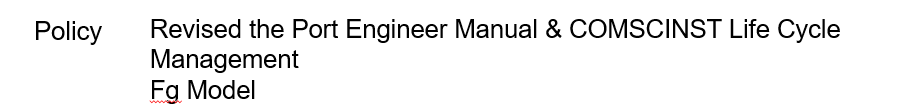 Policy Revised the Port Engineer Manual & COMSCINST Life Cycle
Management
Fg Model